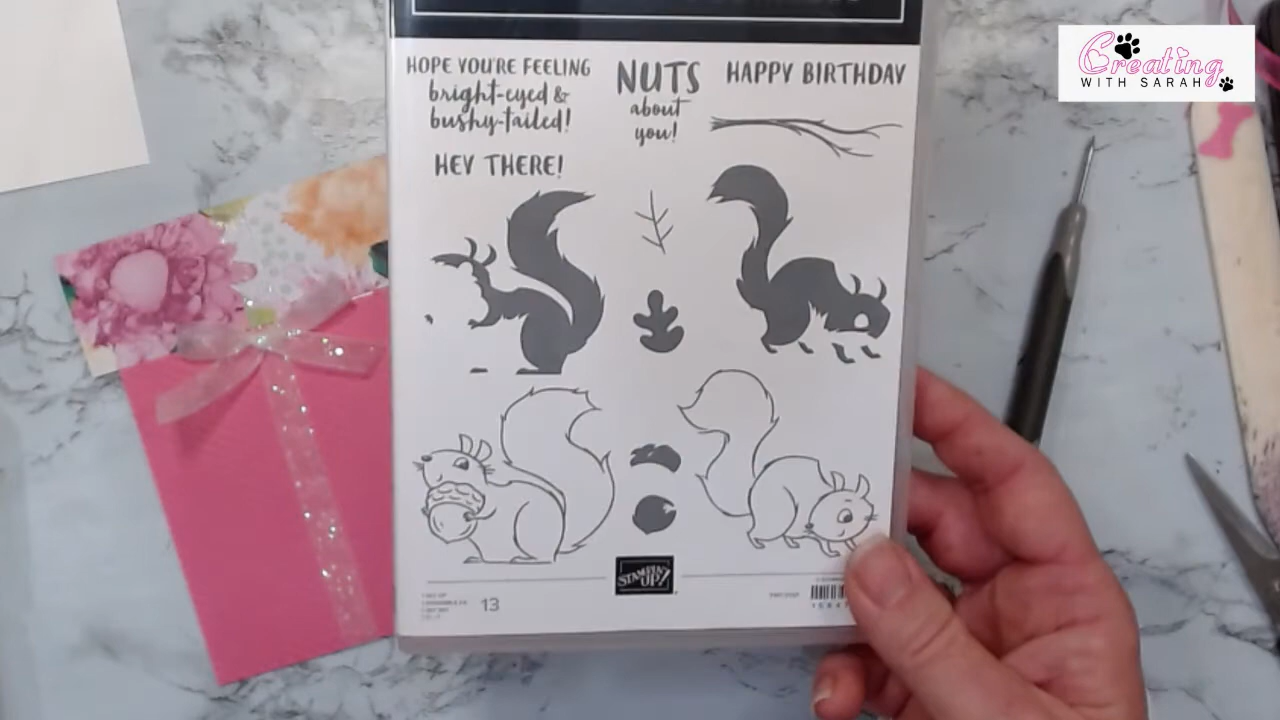 Creating
WITH SARAH
HOPE YOU'RE FEELING
bright-eyed &
bushy-tailed!
NUTS
about
you!
HAPPY BIRTHDAY
HEY THERE!
STAMPIN' UP!
13